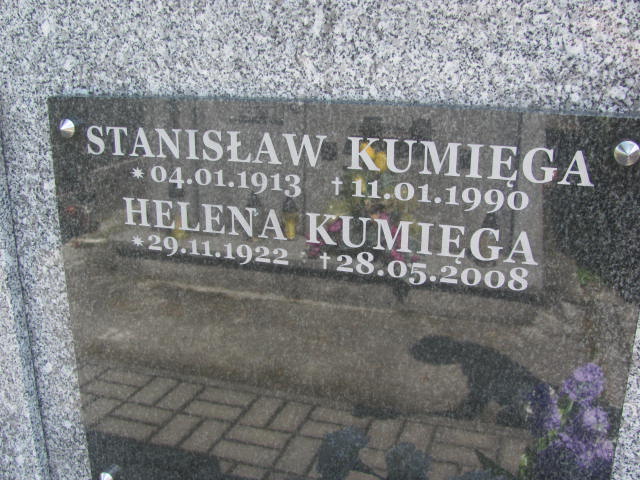 STANISŁAW KUMIĘGA
*04.01.1913 †11.01.1990
HELENA KUMIĘGA
*29.11.1922 †28.05.2008